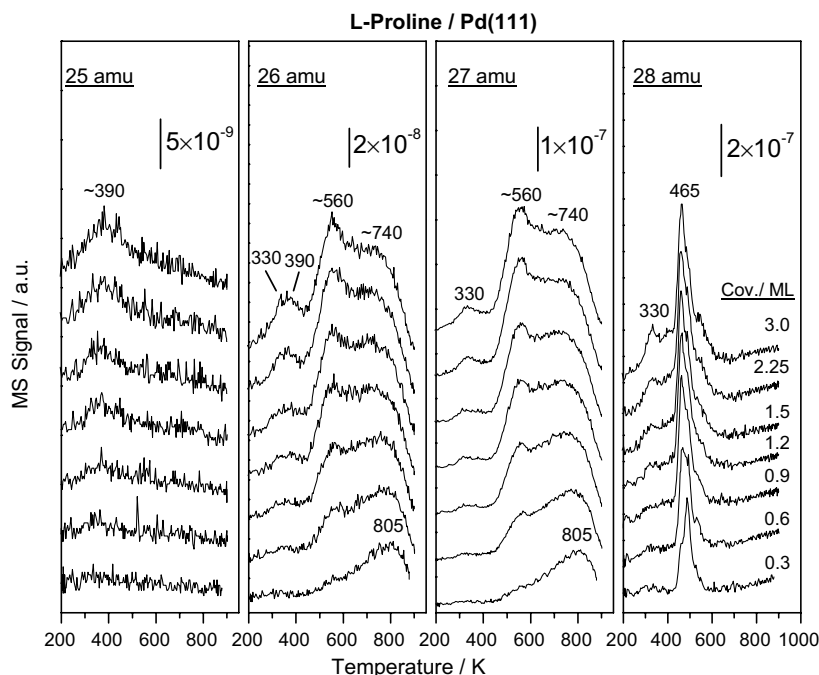 L-Proline / Pd(111)
25 amu
26 amu
27 amu
28 amu
5×10⁻⁹
2×10⁻⁸
1×10⁻⁷
2×10⁻⁷
~390
330
390
~560
~740
805
330
~560
~740
805
465
330
Cov./ ML
3.0
2.25
1.5
1.2
0.9
0.6
0.3
MS Signal / a.u.
200 400 600 800
200 400 600 800
200 400 600 800
200 400 600 800 1000
Temperature / K